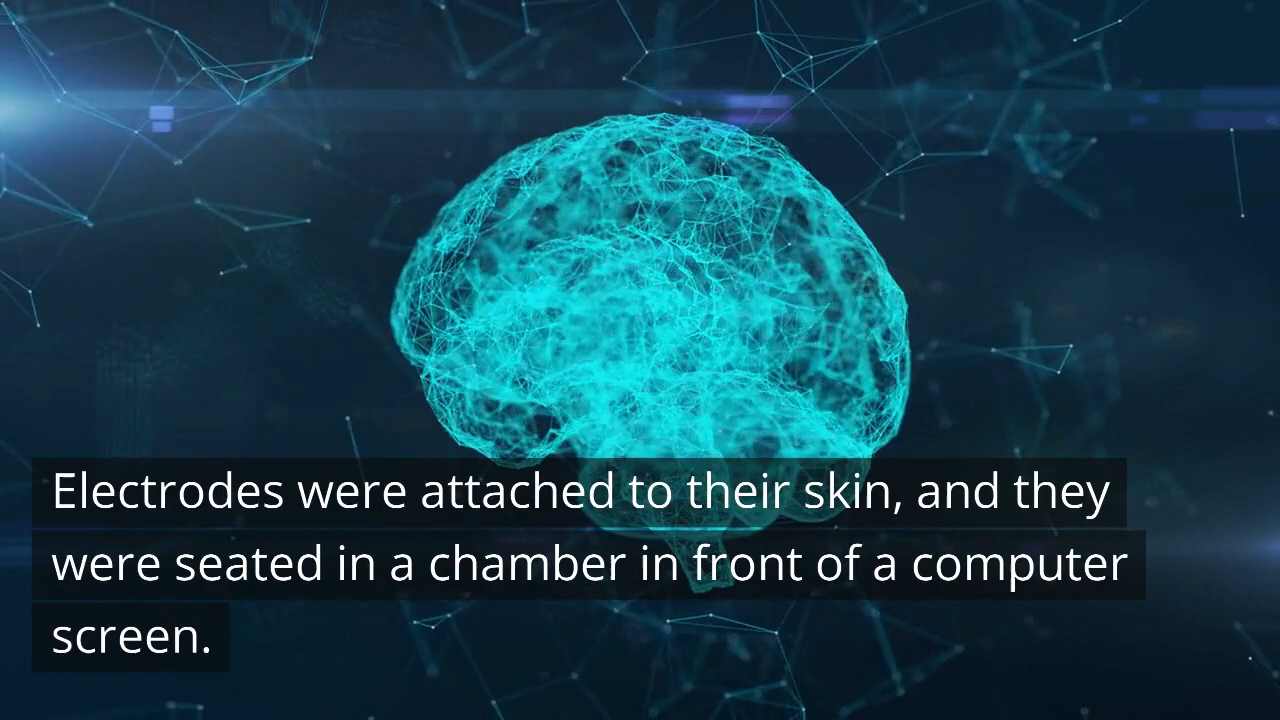 Electrodes were attached to their skin, and they
were seated in a chamber in front of a computer
screen.